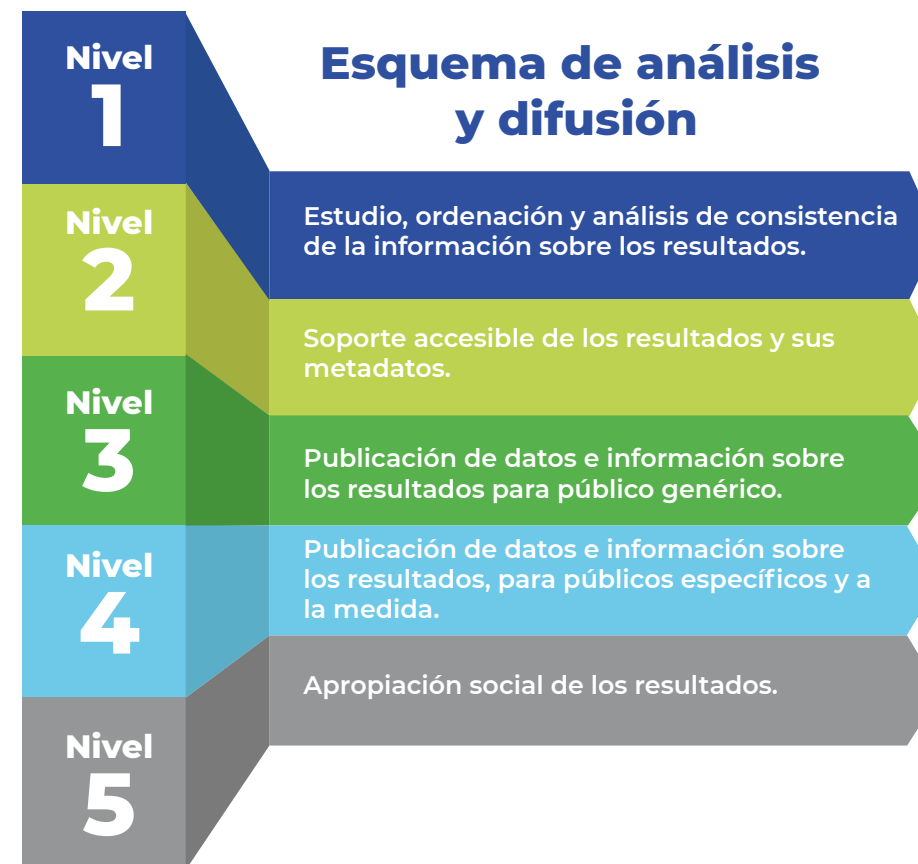 Esquema de análisis
y difusión
Nivel
1
Estudio, ordenación y análisis de consistencia
de la información sobre los resultados.
Nivel
2
Soporte accesible de los resultados y sus
metadatos.
Nivel
3
Publicación de datos e información sobre
los resultados para público genérico.
Nivel
4
Publicación de datos e información sobre
los resultados, para públicos específicos y a
la medida.
Nivel
5
Apropiación social de los resultados.